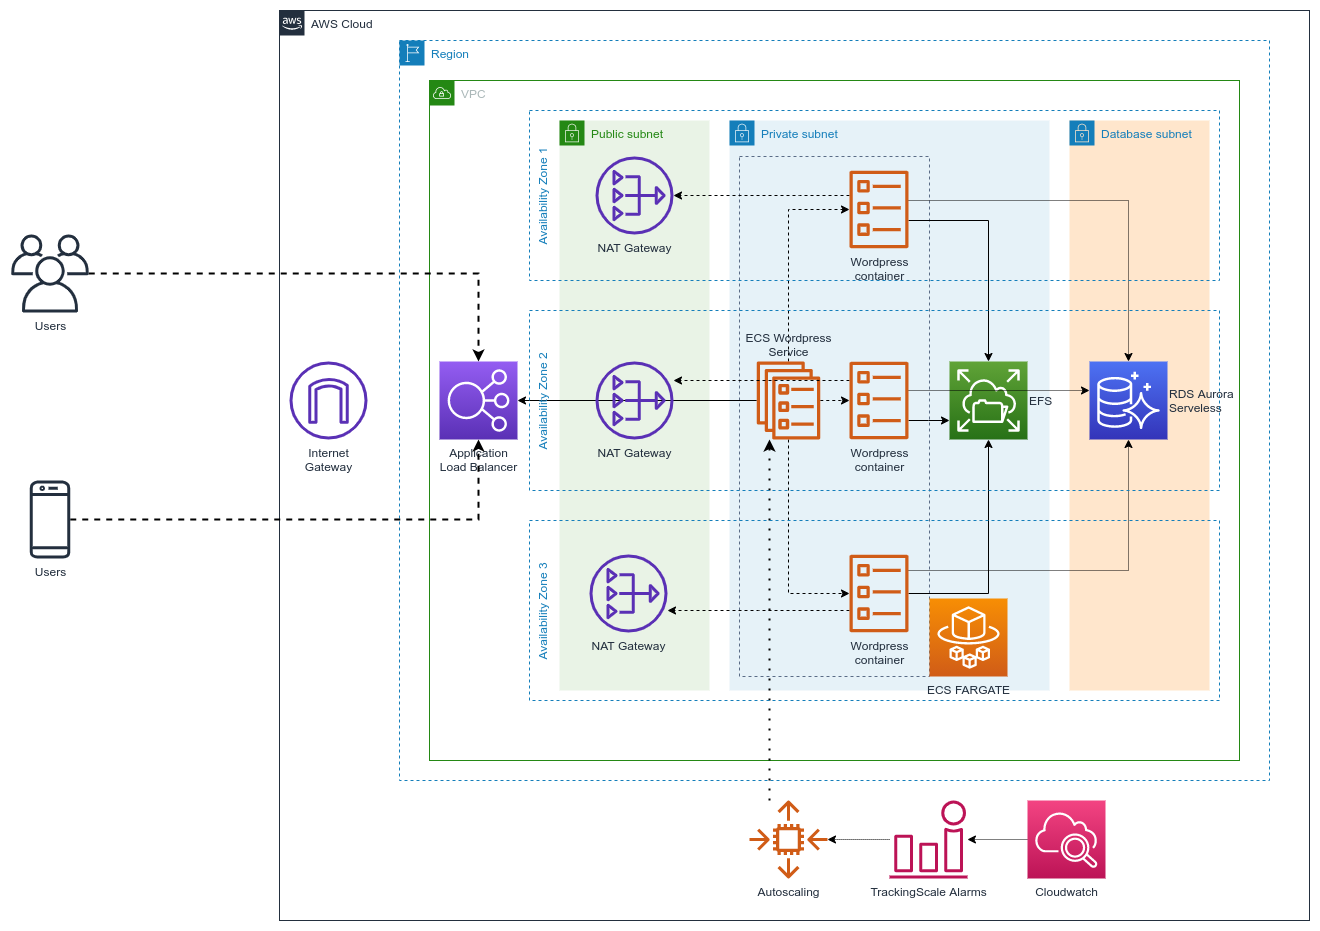 aws
AWS Cloud
Region
VPC
Availability Zone 1
Public subnet
Private subnet
Database subnet
NAT Gateway
Wordpress
container
Users
Availability Zone 2
ECS Wordpress
Service
EFS
RDS Aurora
Serveless
Internet
Gateway
Application
Load Balancer
NAT Gateway
Wordpress
container
Users
Availability Zone 3
NAT Gateway
Wordpress
container
ECS FARGATE
Autoscaling
TrackingScale Alarms
Cloudwatch